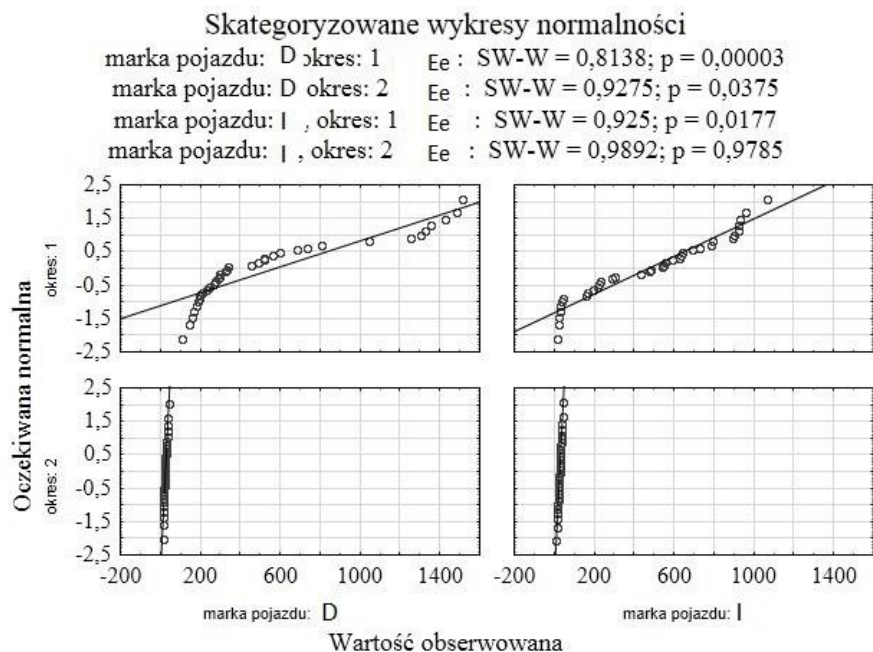 Skategoryzowane wykresy normalności
marka pojazdu: D okres: 1 Ee : SW-W = 0,8138; p = 0,00003
marka pojazdu: D okres: 2 Ee : SW-W = 0,9275; p = 0,0375
marka pojazdu: I , okres: 1 Ee : SW-W = 0,925; p = 0,0177
marka pojazdu: I , okres: 2 Ee : SW-W = 0,9892; p = 0,9785
Oczekiwana normalna
okres: 1
2,5
1,5
0,5
-0,5
-1,5
-2,5
okres: 2
2,5
1,5
0,5
-0,5
-1,5
-2,5
-200 200 600 1000 1400 -200 200 600 1000 1400
marka pojazdu: D marka pojazdu: I
Wartość obserwowana